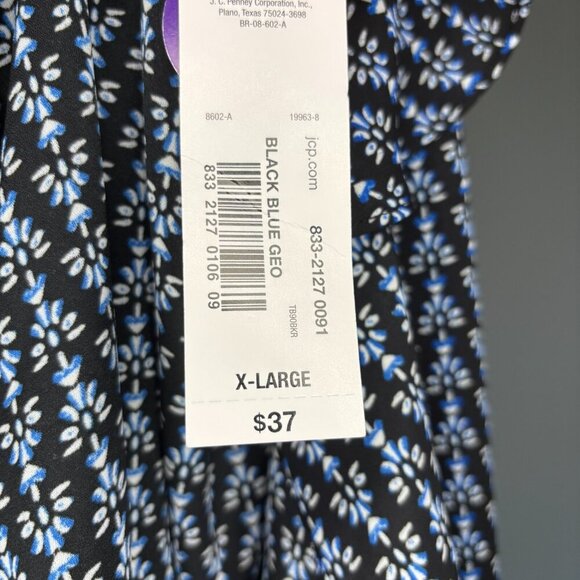 J. C. Penney Corporation, Inc.,
Plano, Texas 75024-3698
BR-08-602-A
8602-A 19963-8
jcp.com
833-2127 0091
TB90BKR
BLACK BLUE GEO
833 2127 0106 09
X-LARGE
$37